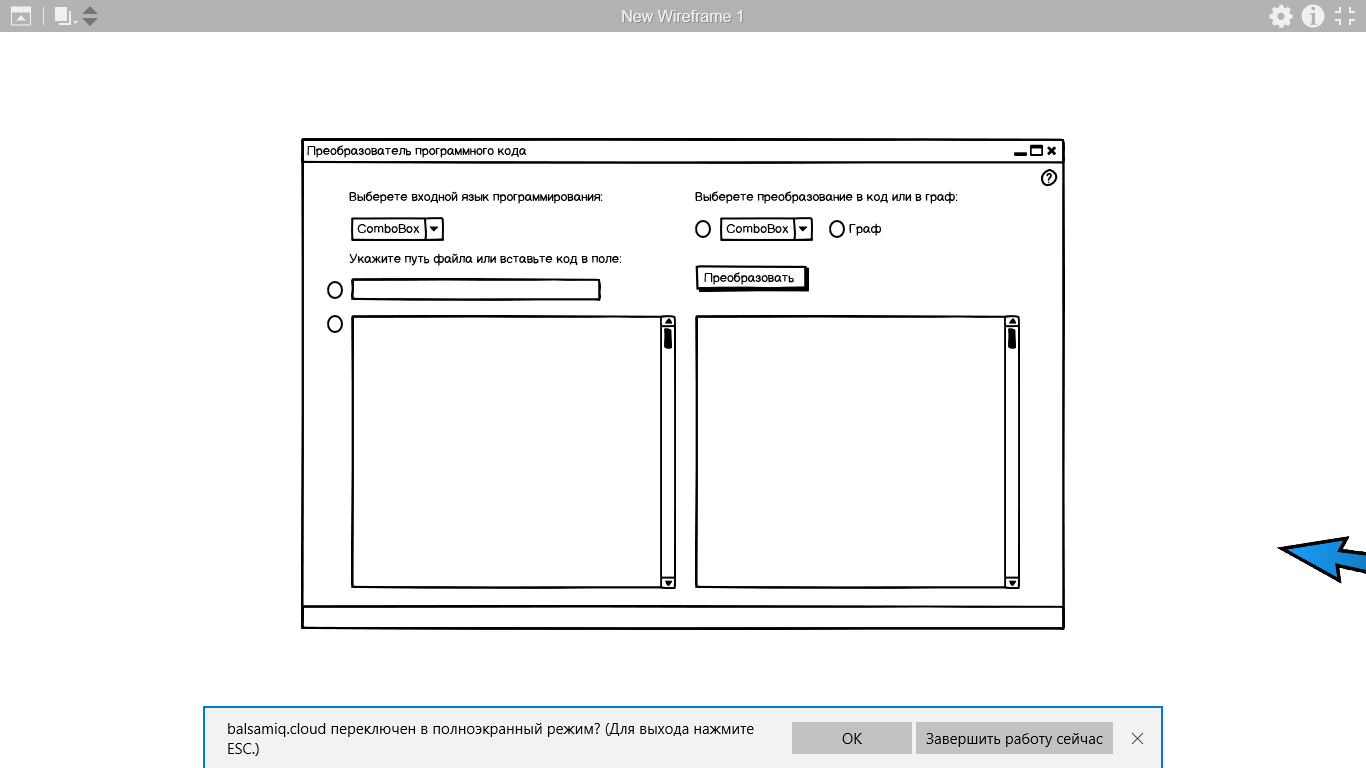 New Wireframe 1
Преобразователь программного кода
Выберете входной язык программирования:
Выберете преобразование в код или в граф:
ComboBox
ComboBox
Граф
Укажите путь файла или вставьте код в поле:
Преобразовать
balsamiq.cloud переключен в полноэкранный режим? (Для выхода нажмите
ESC.)
ОК
Завершить работу сейчас